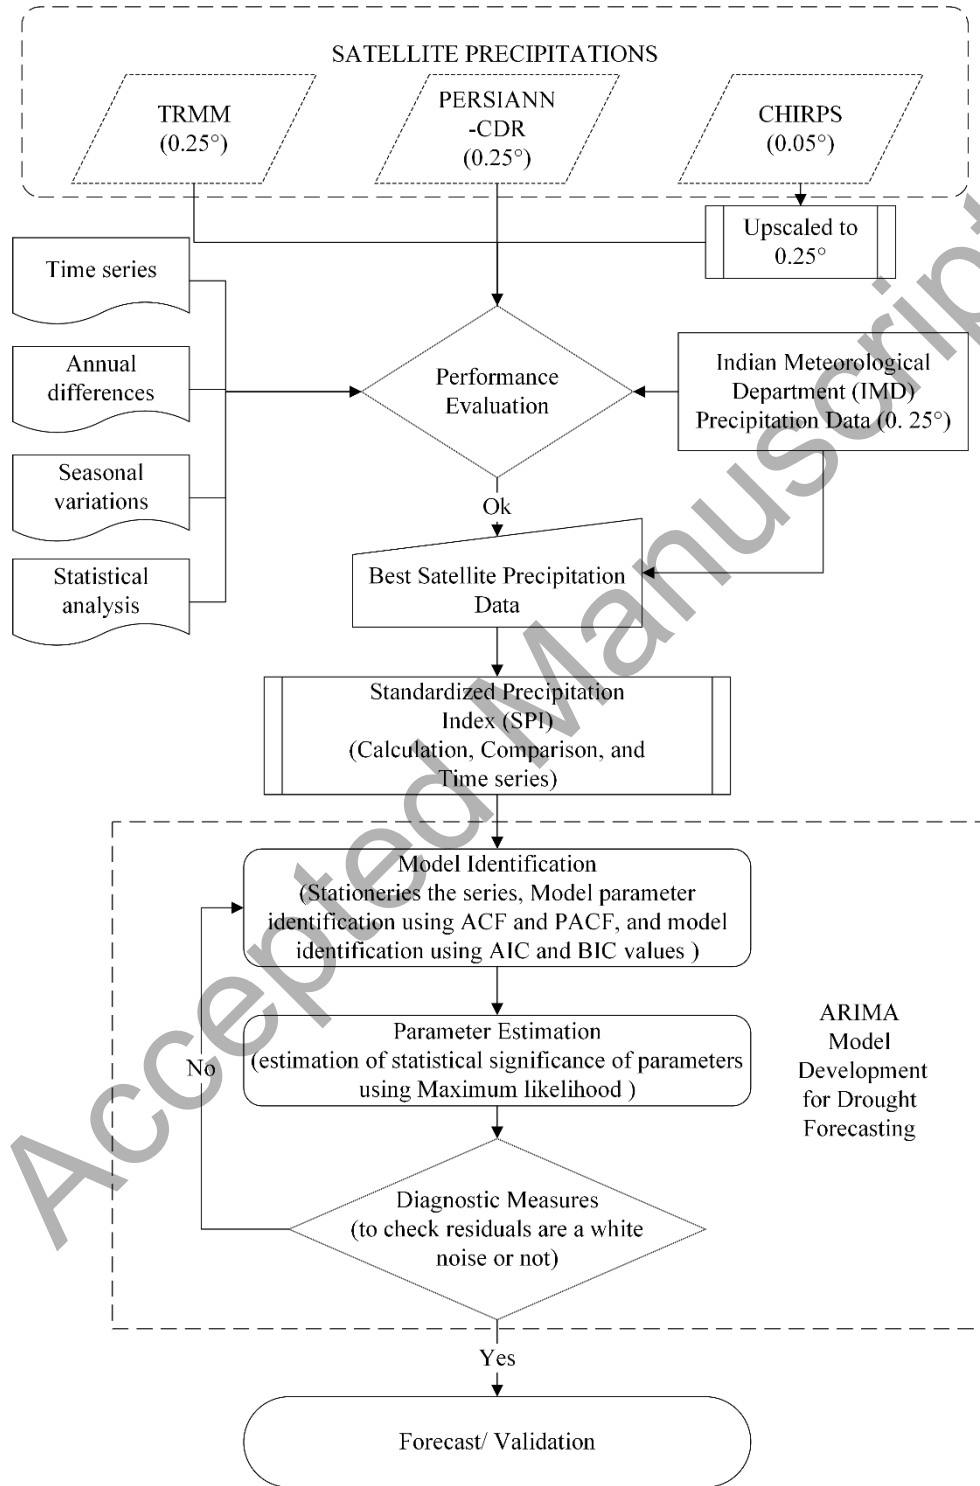 SATELLITE PRECIPITATIONS
TRMM
(0.25°)
PERSIANN
-CDR
(0.25°)
CHIRPS
(0.05°)
Upscaled to
0.25°
Time series
Annual
differences
Seasonal
variations
Statistical
analysis
Performance
Evaluation
Indian Meteorological
Department (IMD)
Precipitation Data (0. 25°)
Ok
Best Satellite Precipitation
Data
Standardized Precipitation
Index (SPI)
(Calculation, Comparison, and
Time series)
Model Identification
(Stationeries the series, Model parameter
identification using ACF and PACF, and model
identification using AIC and BIC values )
Parameter Estimation
(estimation of statistical significance of parameters
using Maximum likelihood )
No
ARIMA
Model
Development
for Drought
Forecasting
Diagnostic Measures
(to check residuals are a white
noise or not)
Yes
Forecast/ Validation
Accepted Manuscript